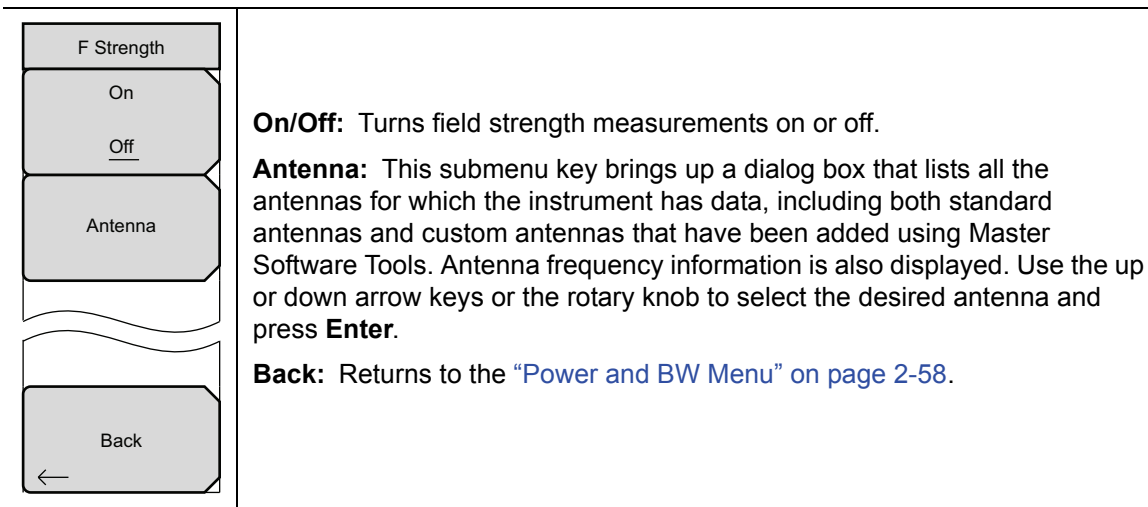 F Strength
On
Off
Antenna
Back
On/Off: Turns field strength measurements on or off.
Antenna: This submenu key brings up a dialog box that lists all the
antennas for which the instrument has data, including both standard
antennas and custom antennas that have been added using Master
Software Tools. Antenna frequency information is also displayed. Use the up
or down arrow keys or the rotary knob to select the desired antenna and
press Enter.
Back: Returns to the “Power and BW Menu” on page 2-58.